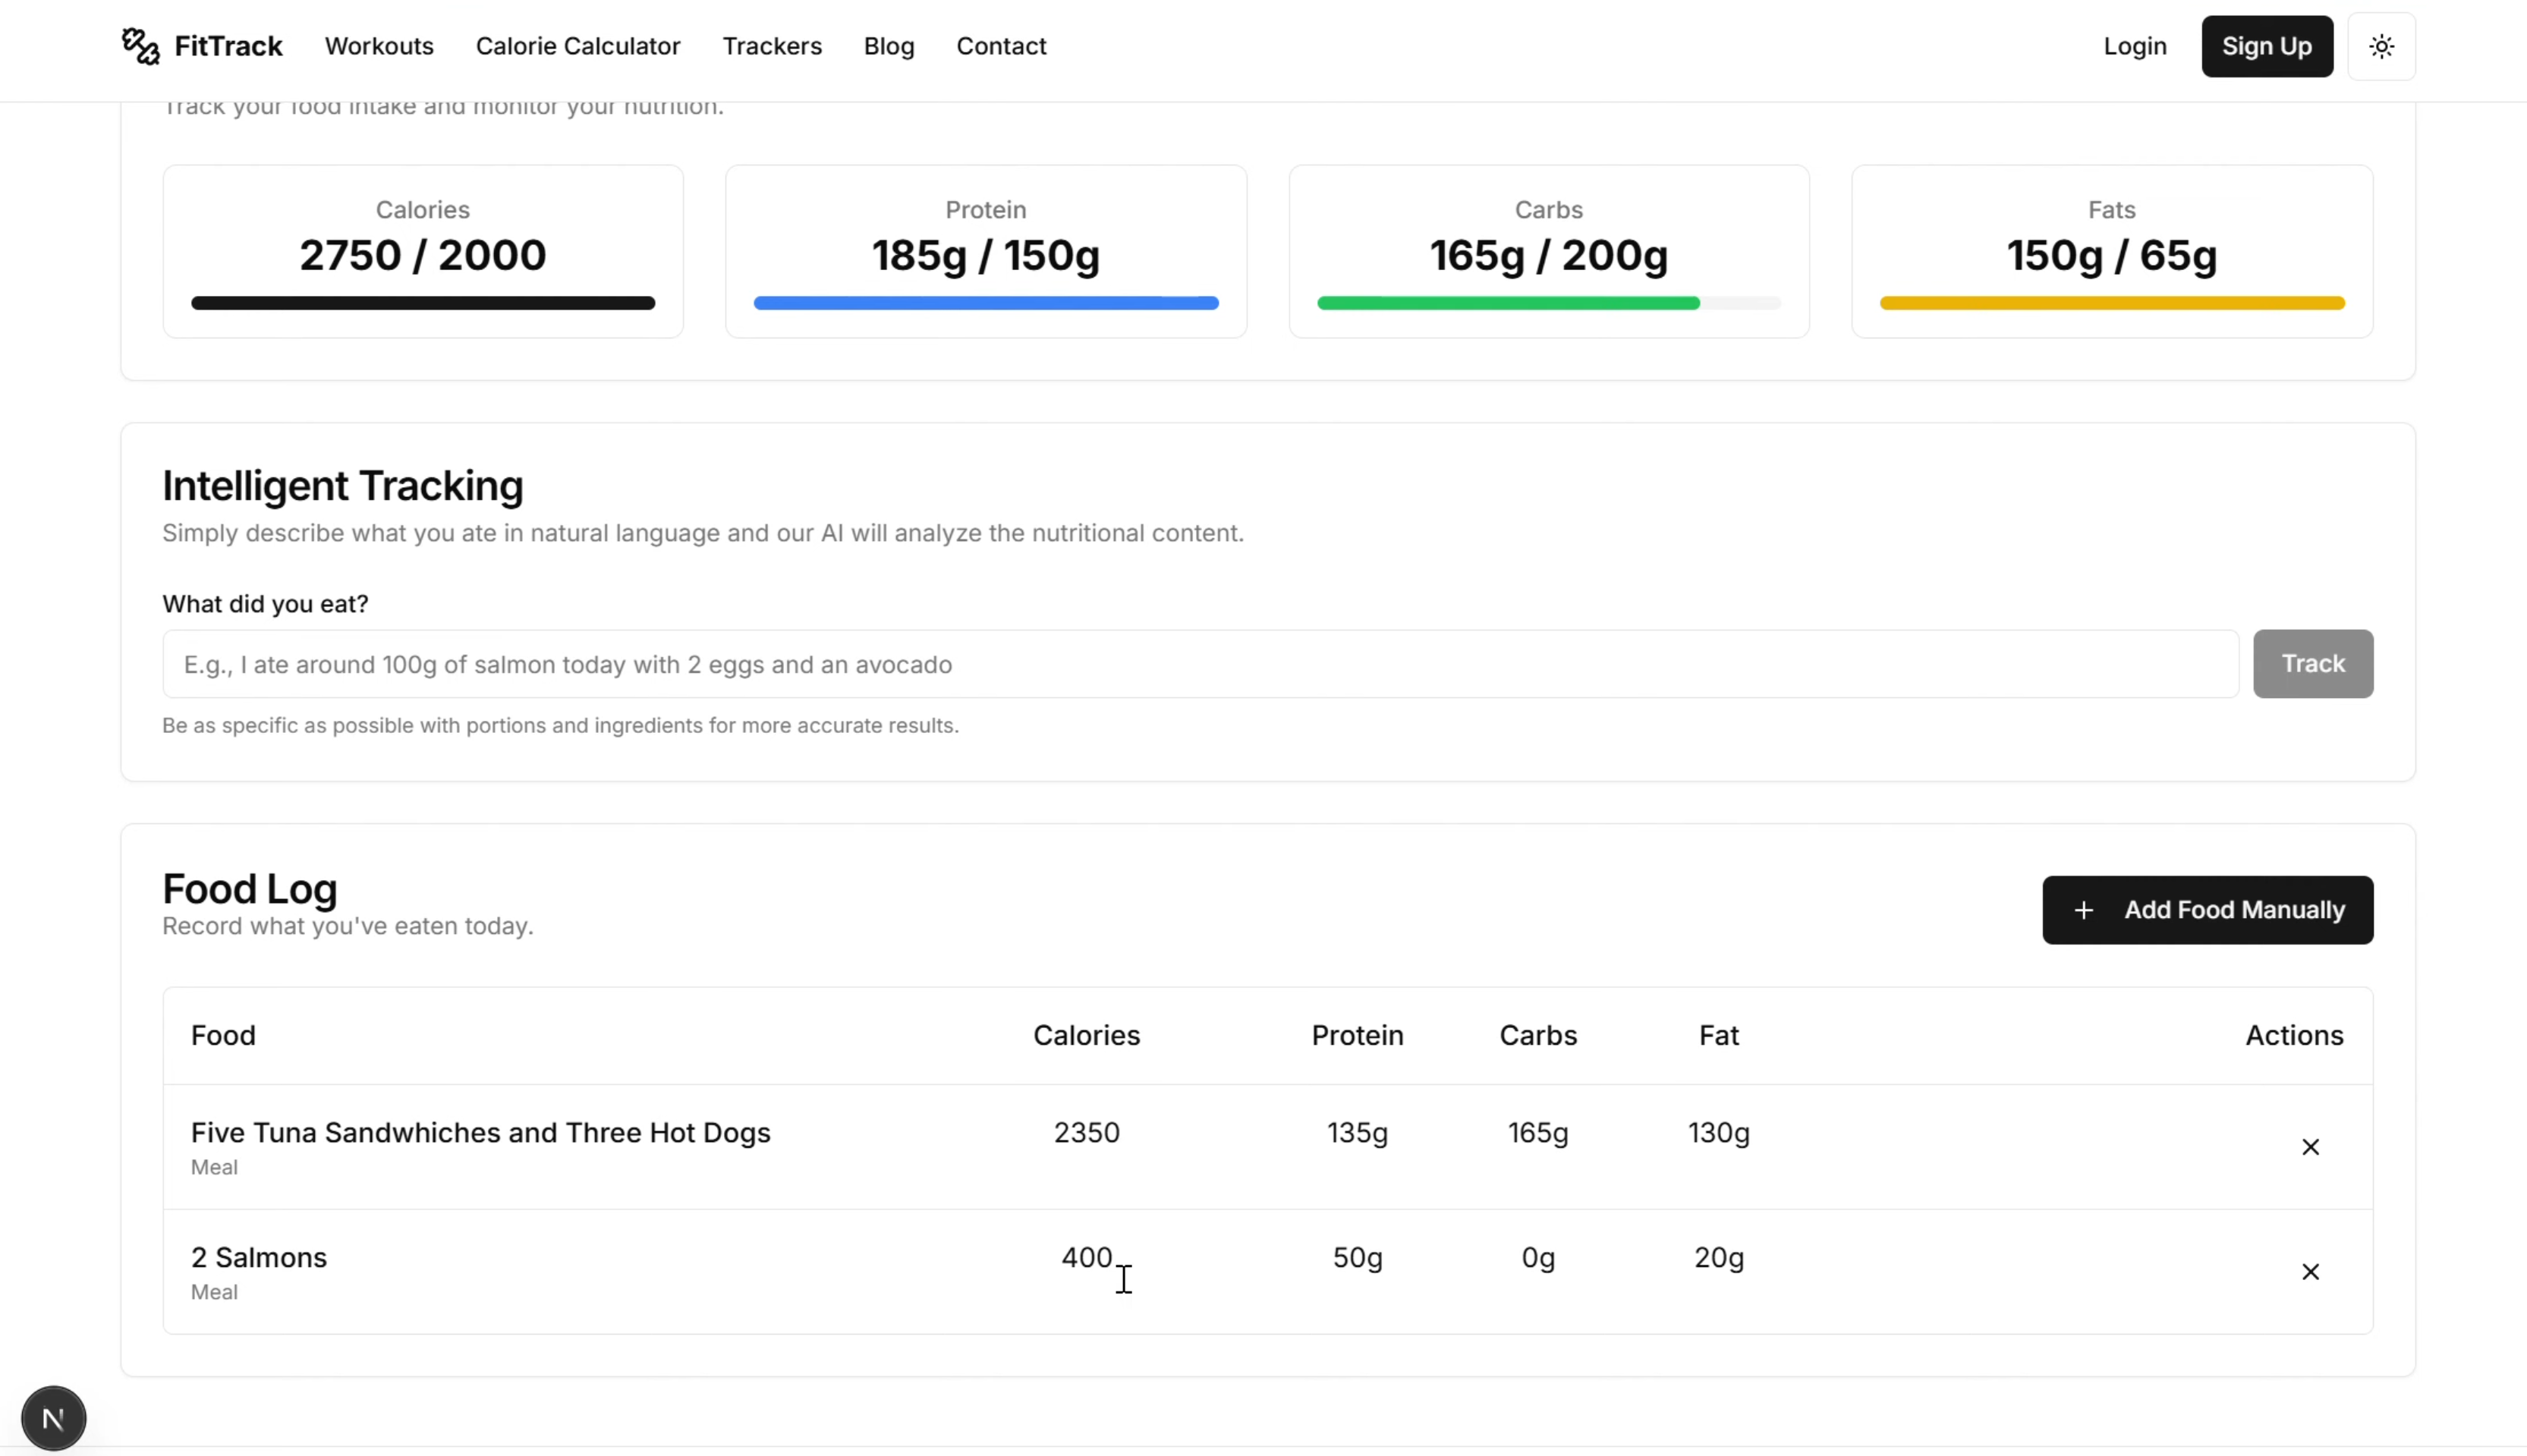 FitTrack Workouts Calorie Calculator Trackers Blog Contact Login Sign Up
Track your food intake and monitor your nutrition.
Calories Protein Carbs Fats
2750 / 2000 185g / 150g 165g / 200g 150g / 65g
Intelligent Tracking
Simply describe what you ate in natural language and our AI will analyze the nutritional content.
What did you eat?
E.g., I ate around 100g of salmon today with 2 eggs and an avocado Track
Be as specific as possible with portions and ingredients for more accurate results.
Food Log
Record what you've eaten today.
+ Add Food Manually
Food Calories Protein Carbs Fat Actions
Five Tuna Sandwhiches and Three Hot Dogs 2350 135g 165g 130g
Meal
2 Salmons 400 50g 0g 20g
Meal
N